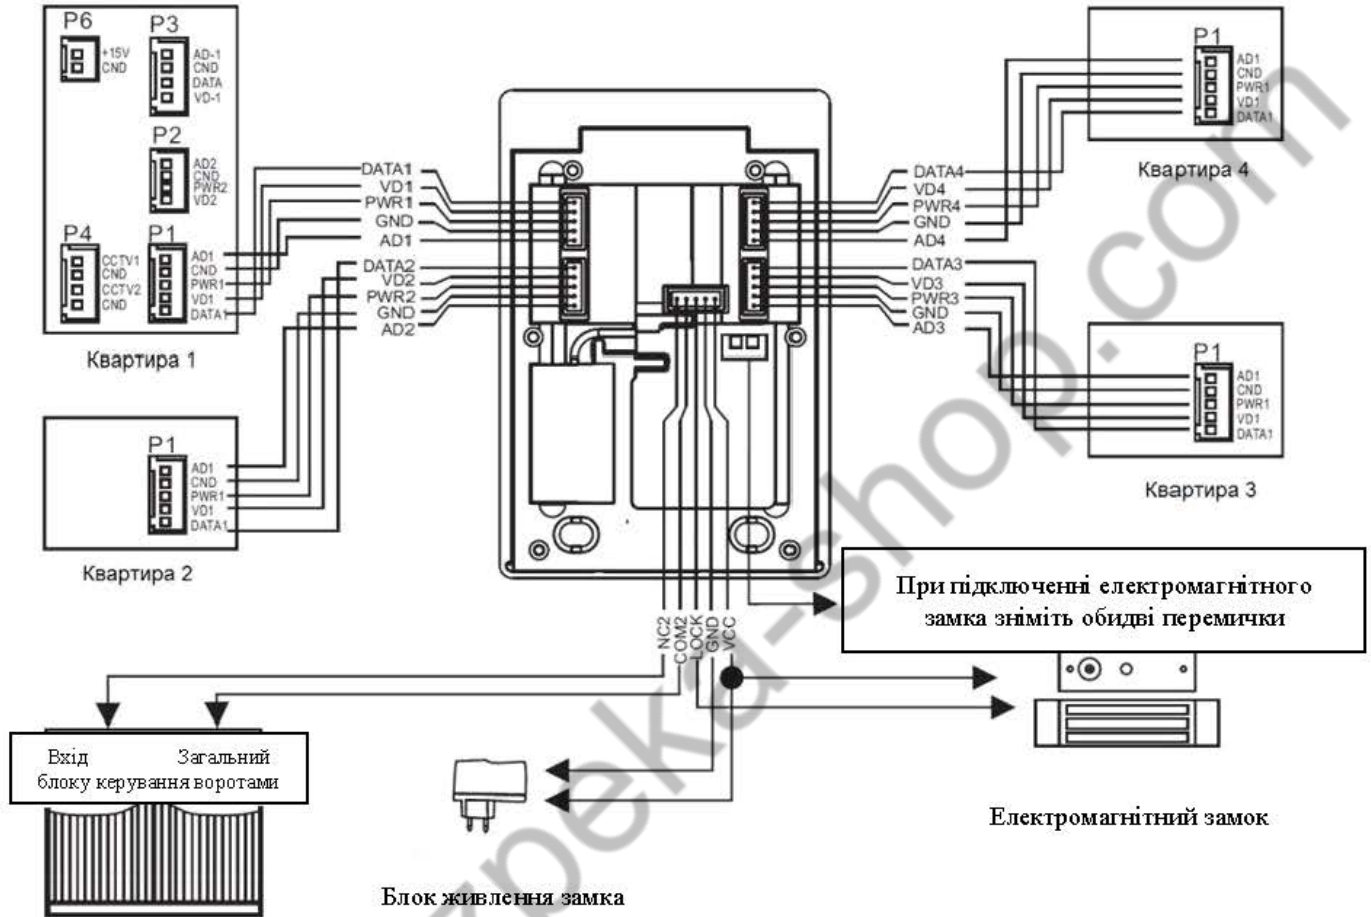 P6
+15V
CND
P3
AD-1
CND
DATA
VD-1
P2
AD2
CND
PWR2
VD2
P4
CCTV1
CND
CCTV2
GND
P1
AD1
CND
PWR1
VD1
DATA1
Квартира 1
P1
AD1
CND
PWR1
VD1
DATA1
Квартира 2
DATA1
VD1
PWR1
GND
AD1
DATA2
VD2
PWR2
GND
AD2
DATA4
VD4
PWR4
GND
AD4
DATA3
VD3
PWR3
GND
AD3
P1
AD1
CND
PWR1
VD1
DATA1
Квартира 4
P1
AD1
CND
PWR1
VD1
DATA1
Квартира 3
При підключенні електромагнітного
замка зніміть обидві перемички
NC2
COM2
LOCK
GND
VCC
Вхід Загальний
блоку керування воротами
Блок живлення замка
Електромагнітний замок
zpeka-shop.com